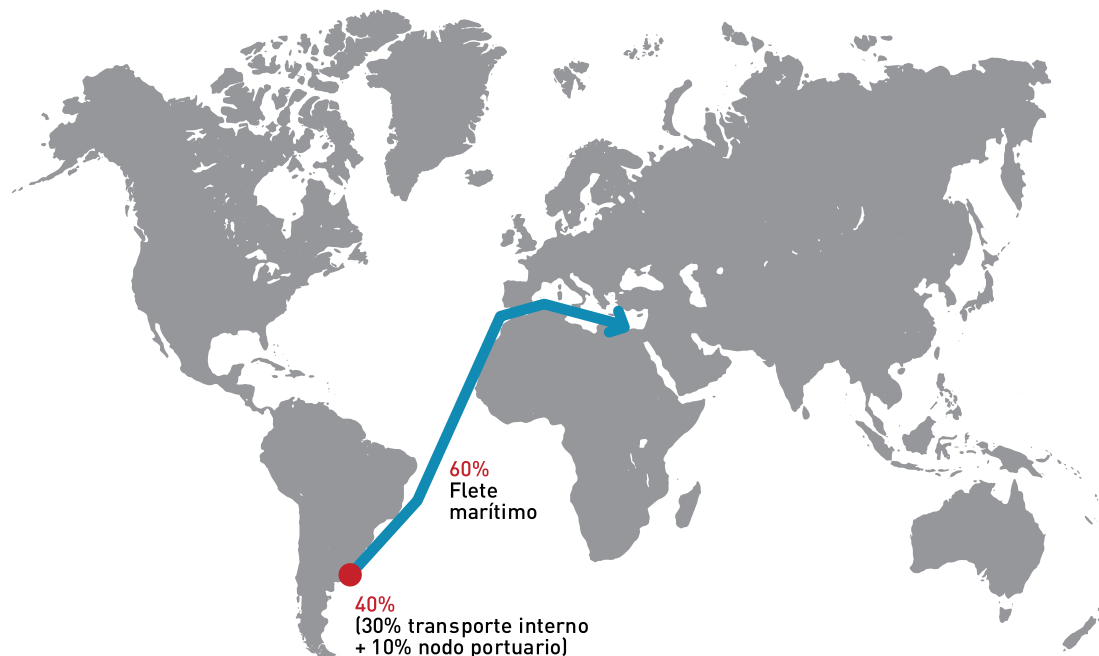 60%
Flete
marítimo
40%
(30% transporte interno
+ 10% nodo portuario)